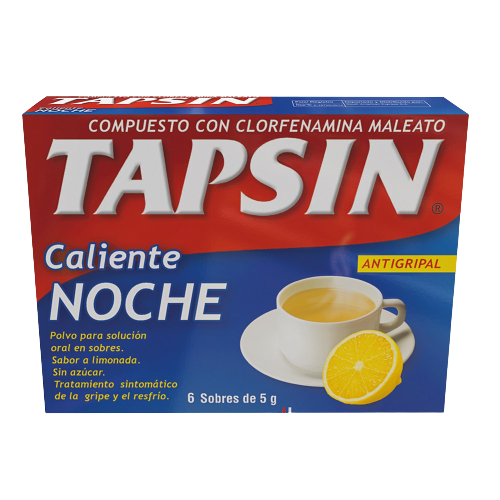 TAPSIN
COMPUESTO CON CLORFENAMINA MALEATO
TAPSIN®
Caliente
NOCHE
ANTIGRIPAL
Polvo para solución
oral en sobres.
Sabor a limonada.
Sin azúcar.
Tratamiento sintomático
de la gripe y el resfrío.
6 Sobres de 5 g